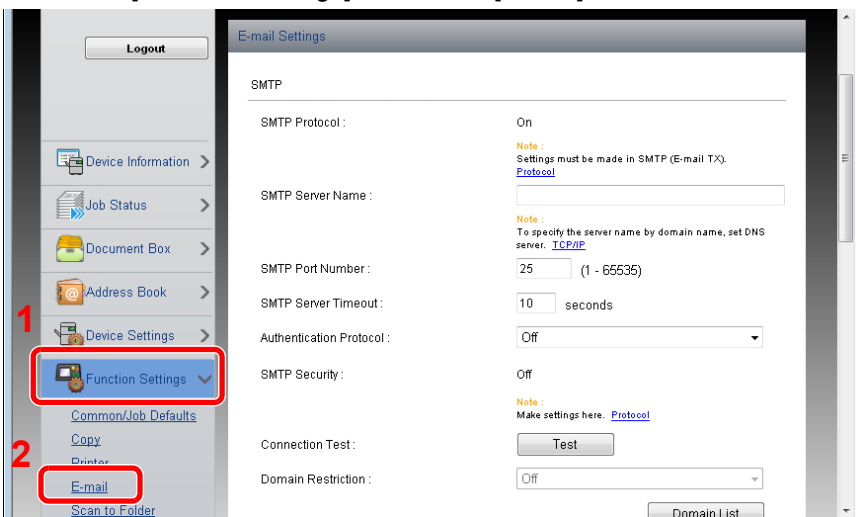 Logout
Device Information
Job Status
Document Box
Address Book
1
Device Settings
Function Settings
Common/Job Defaults
Copy
2
Printer
E-mail
Scan to Folder
E-mail Settings
SMTP
SMTP Protocol : On
Note :
Settings must be made in SMTP (E-mail TX).
Protocol
SMTP Server Name :
Note :
To specify the server name by domain name, set DNS
server. TCP/IP
SMTP Port Number : 25 (1 - 65535)
SMTP Server Timeout : 10 seconds
Authentication Protocol : Off
SMTP Security : Off
Note :
Make settings here. Protocol
Connection Test : Test
Domain Restriction : Off
Domain List